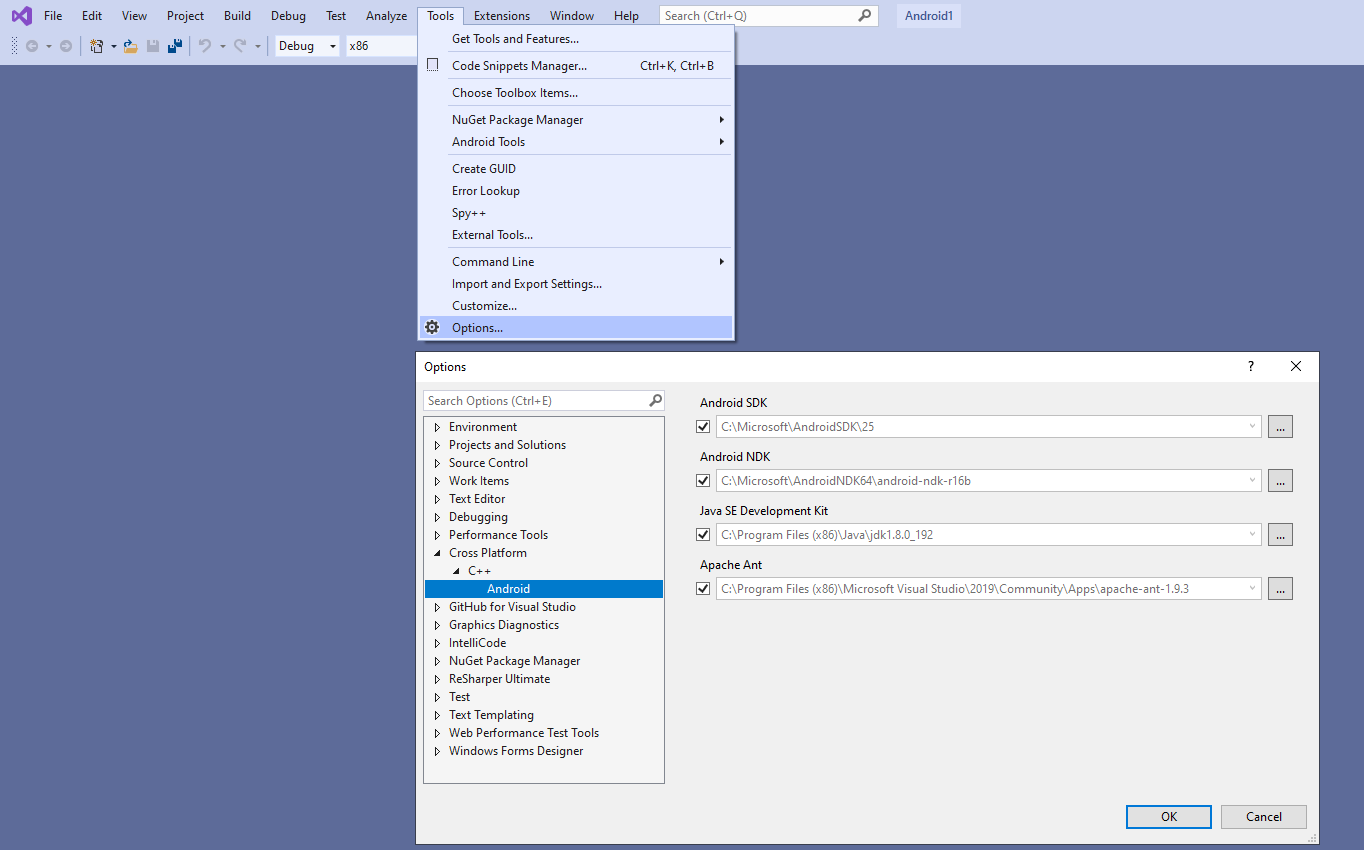 File Edit View Project Build Debug Test Analyze Tools Extensions Window Help Search (Ctrl+Q) Android1
Debug x86
Get Tools and Features...
Code Snippets Manager... Ctrl+K, Ctrl+B
Choose Toolbox Items...
NuGet Package Manager
Android Tools
Create GUID
Error Lookup
Spy++
External Tools...
Command Line
Import and Export Settings...
Customize...
Options...
Options ?
Search Options (Ctrl+E)
Environment
Projects and Solutions
Source Control
Work Items
Text Editor
Debugging
Performance Tools
Cross Platform
C++
Android
GitHub for Visual Studio
Graphics Diagnostics
IntelliCode
NuGet Package Manager
ReSharper Ultimate
Test
Text Templating
Web Performance Test Tools
Windows Forms Designer
Android SDK
C:\Microsoft\AndroidSDK\25 ...
Android NDK
C:\Microsoft\AndroidNDK64\android-ndk-r16b ...
Java SE Development Kit
C:\Program Files (x86)\Java\jdk1.8.0_192 ...
Apache Ant
C:\Program Files (x86)\Microsoft Visual Studio\2019\Community\Apps\apache-ant-1.9.3 ...
OK Cancel